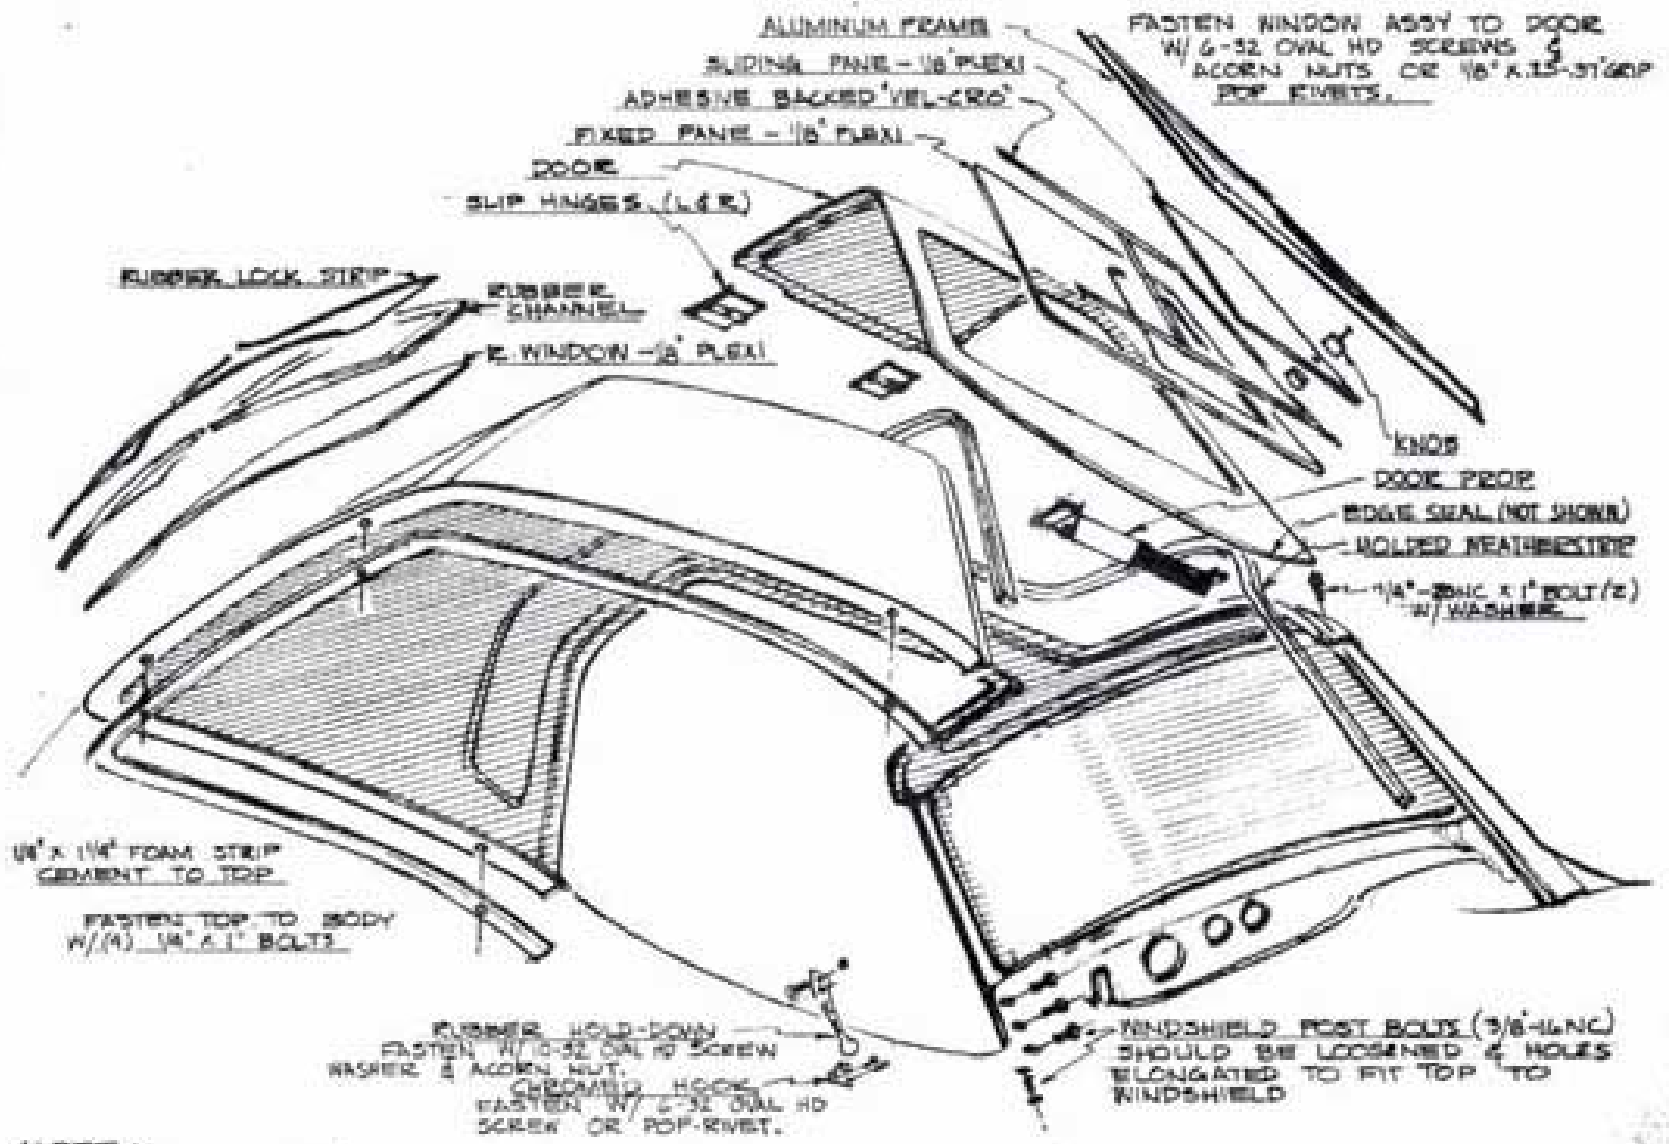 ALUMINUM FRAME
SLIDING PANE - 1/8" PLEXI
ADHESIVE BACKED "VEL-CRO"
FIXED PANE - 1/8" PLEXI
DOOR
SLIP HINGES (L & R)
FASTEN WINDOW ASSY TO DOOR
W/ 6-32 OVAL HD SCREWS &
ACORN NUTS OR 1/8" X .25-.37" GRIP
POP RIVETS.
RUBBER LOCK STRIP
RUBBER
CHANNEL
R. WINDOW - 1/8" PLEXI
KNOB
DOOR PROP
EDGE SEAL (NOT SHOWN)
MOLDED WEATHERSTRIP
1/4"-20NC X 1" BOLT (2)
W/ WASHER
1/4" X 1 1/4" FOAM STRIP
CEMENT TO TOP
FASTEN TOP TO BODY
W/ (4) 1/4" X 1" BOLTS
RUBBER HOLD-DOWN
FASTEN W/ 10-32 OVAL HD SCREW
WASHER & ACORN NUT.
CHROMED HOOK
FASTEN W/ 6-32 OVAL HD
SCREW OR POP-RIVET.
WINDSHIELD POST BOLTS (3/8"-16NC)
SHOULD BE LOOSENED & HOLES
ELONGATED TO FIT TOP TO
WINDSHIELD